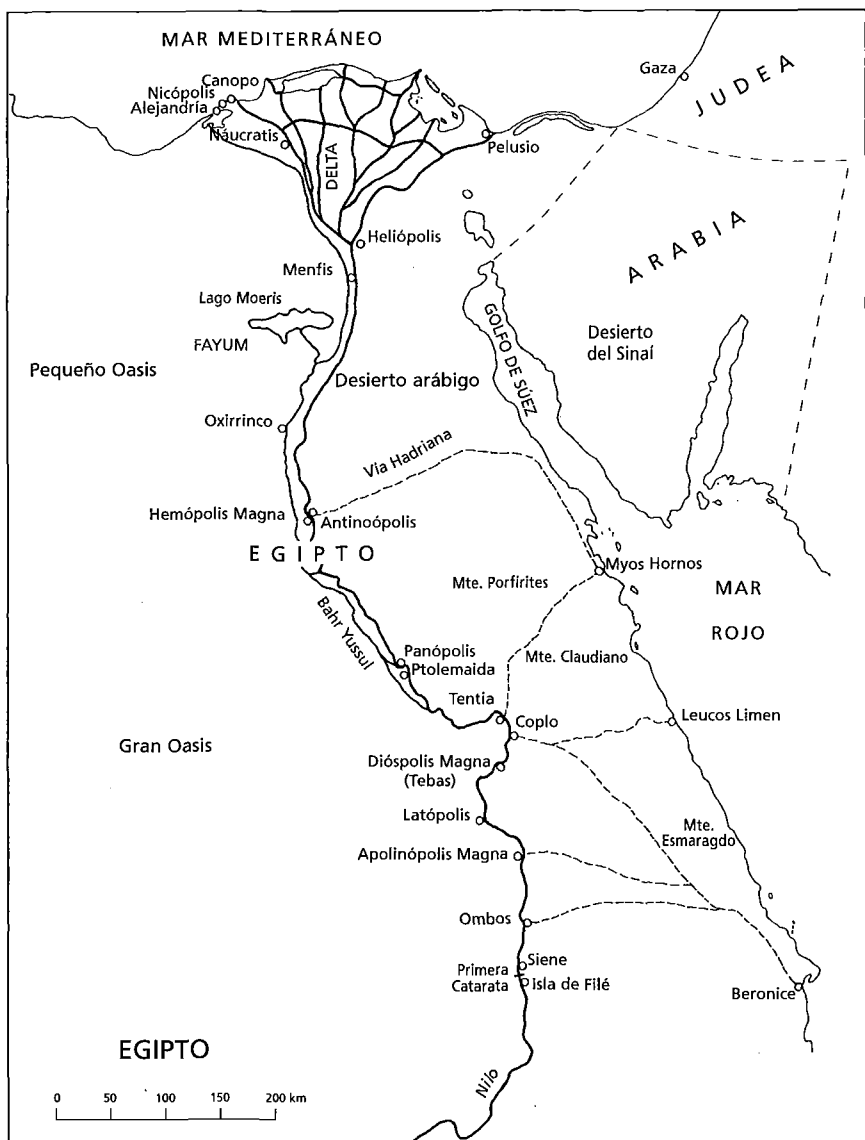 MAR MEDITERRÁNEO
Gaza
JUDEA
Canopo
Nicópolis
Alejandría
Náucratis
DELTA
Pelusio
Heliópolis
ARABIA
Menfis
Lago Moeris
FAYUM
GOLFO DE SÚEZ
Desierto
del Sinaí
Pequeño Oasis
Desierto arábigo
Oxirrinco
Via Hadriana
Hemópolis Magna
Antinoópolis
EGIPTO
Myos Hornos
Mte. Porfirites
MAR
ROJO
Bahr Yussul
Panópolis
Ptolemaida
Mte. Claudiano
Tentia
Coplo
Leucos Limen
Gran Oasis
Dióspolis Magna
(Tebas)
Latópolis
Mte.
Esmaragdo
Apolinópolis Magna
Ombos
Siene
Primera
Catarata
Isla de Filé
Beronice
EGIPTO
Nilo
0 50 100 150 200 km